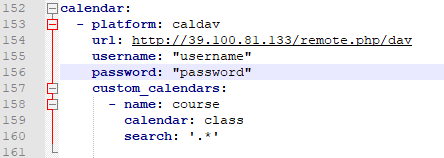 152 calendar:
153 - platform: caldav
154 url: http://39.100.81.133/remote.php/dav
155 username: "username"
156 password: "password"
157 custom_calendars:
158 - name: course
159 calendar: class
160 search: '.*'
161